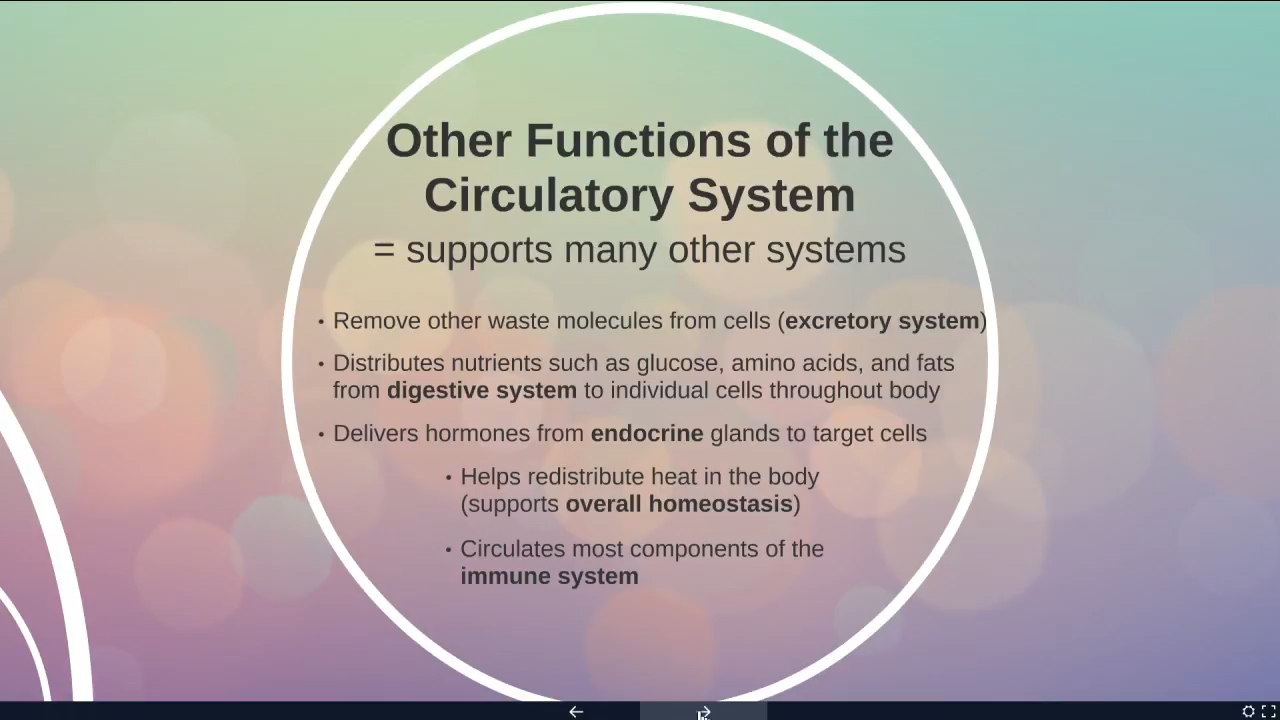 Other Functions of the
Circulatory System
= supports many other systems
• Remove other waste molecules from cells (excretory system)
• Distributes nutrients such as glucose, amino acids, and fats
from digestive system to individual cells throughout body
• Delivers hormones from endocrine glands to target cells
• Helps redistribute heat in the body
(supports overall homeostasis)
• Circulates most components of the
immune system